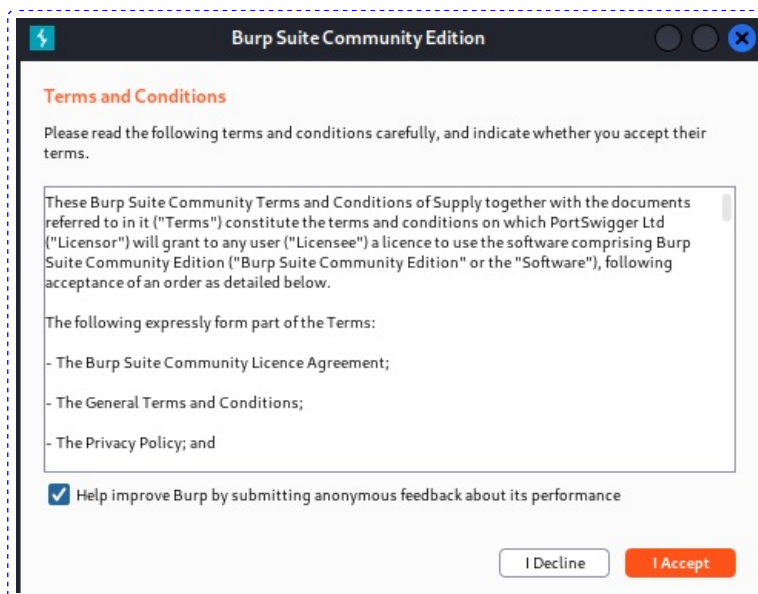 Burp Suite Community Edition
Terms and Conditions
Please read the following terms and conditions carefully, and indicate whether you accept their
terms.
These Burp Suite Community Terms and Conditions of Supply together with the documents
referred to in it ("Terms") constitute the terms and conditions on which PortSwigger Ltd
("Licensor") will grant to any user ("Licensee") a licence to use the software comprising Burp
Suite Community Edition ("Burp Suite Community Edition" or the "Software"), following
acceptance of an order as detailed below.
The following expressly form part of the Terms:
- The Burp Suite Community Licence Agreement;
- The General Terms and Conditions;
- The Privacy Policy; and
Help improve Burp by submitting anonymous feedback about its performance
I Decline
I Accept